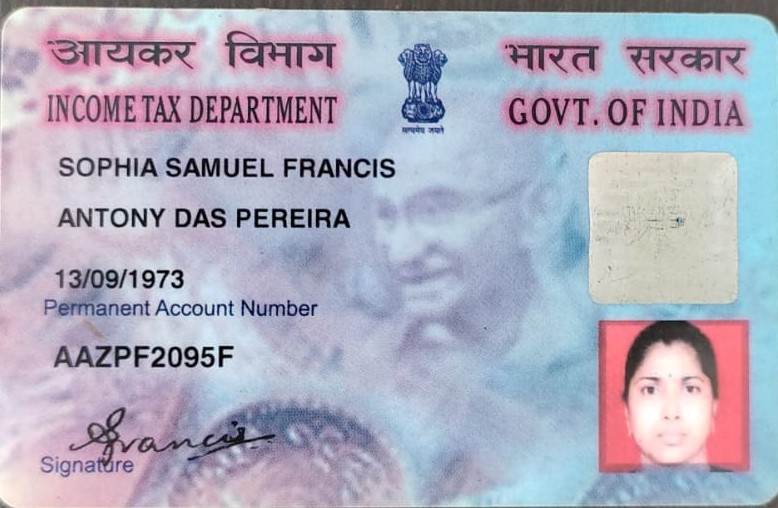 आयकर विभाग
भारत सरकार
INCOME TAX DEPARTMENT
GOVT. OF INDIA
सत्यमेव जयते
SOPHIA SAMUEL FRANCIS
ANTONY DAS PEREIRA
13/09/1973
Permanent Account Number
AAZPF2095F
Francis
Signature